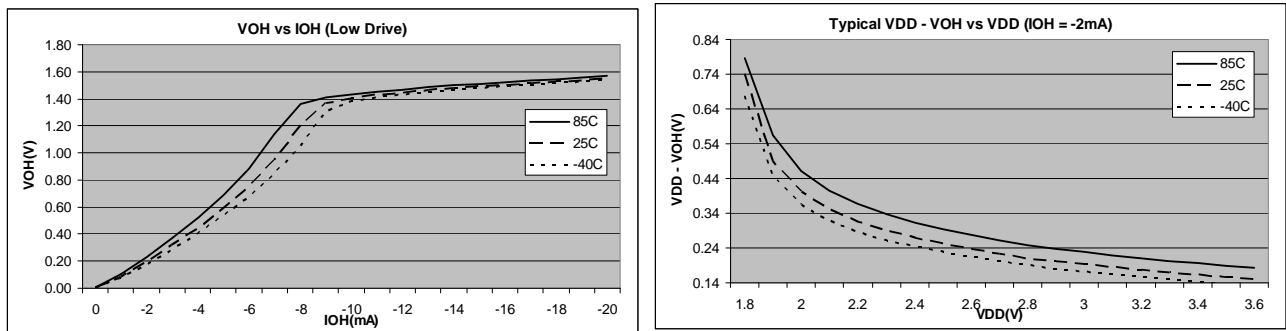 VOH vs IOH (Low Drive)
VOH(V)
1.80
1.60
1.40
1.20
1.00
0.80
0.60
0.40
0.20
0.00
0 -2 -4 -6 -8 -10 -12 -14 -16 -18 -20
IOH(mA)
85C
25C
-40C
Typical VDD - VOH vs VDD (IOH = -2mA)
VDD - VOH(V)
0.84
0.74
0.64
0.54
0.44
0.34
0.24
0.14
1.8 2 2.2 2.4 2.6 2.8 3 3.2 3.4 3.6
VDD(V)
85C
25C
-40C